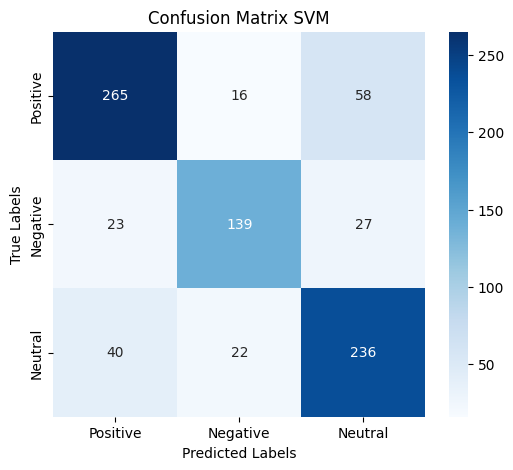 Confusion Matrix SVM
True Labels
Positive
Negative
Neutral
265 16 58
23 139 27
40 22 236
Positive Negative Neutral
Predicted Labels
250
200
150
100
50